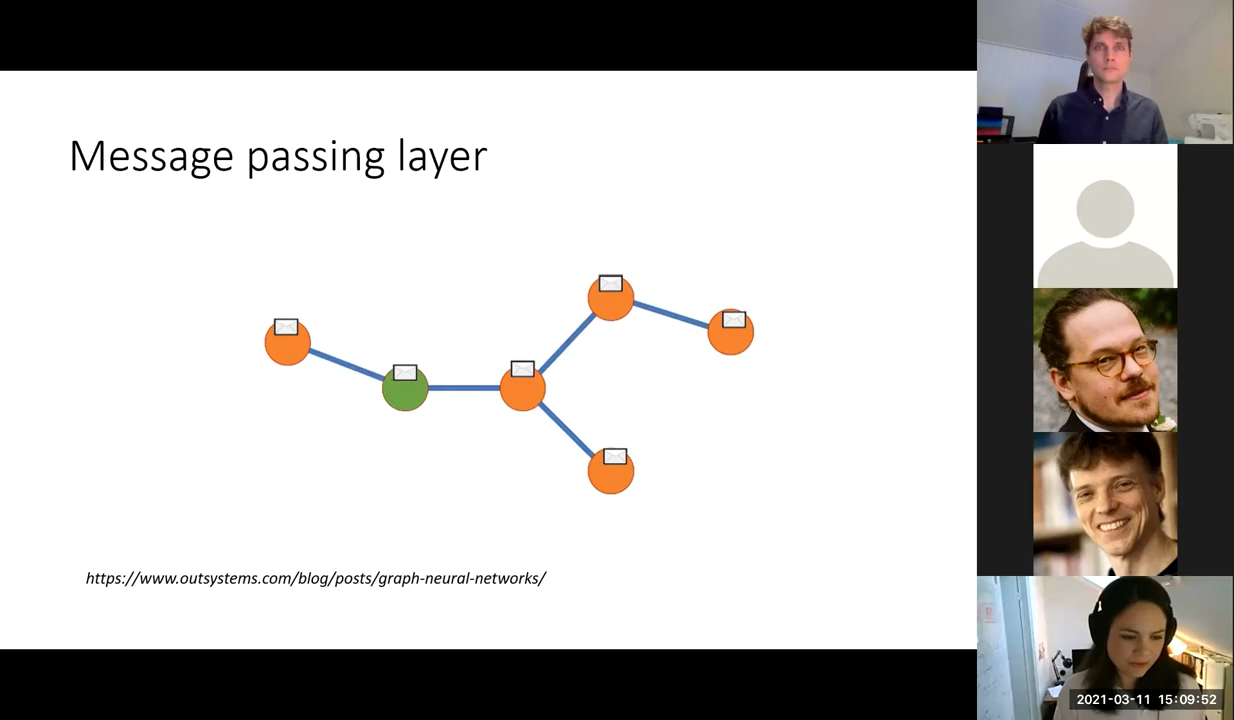 Message passing layer
https://www.outsystems.com/blog/posts/graph-neural-networks/
2021-03-11 15:09:52